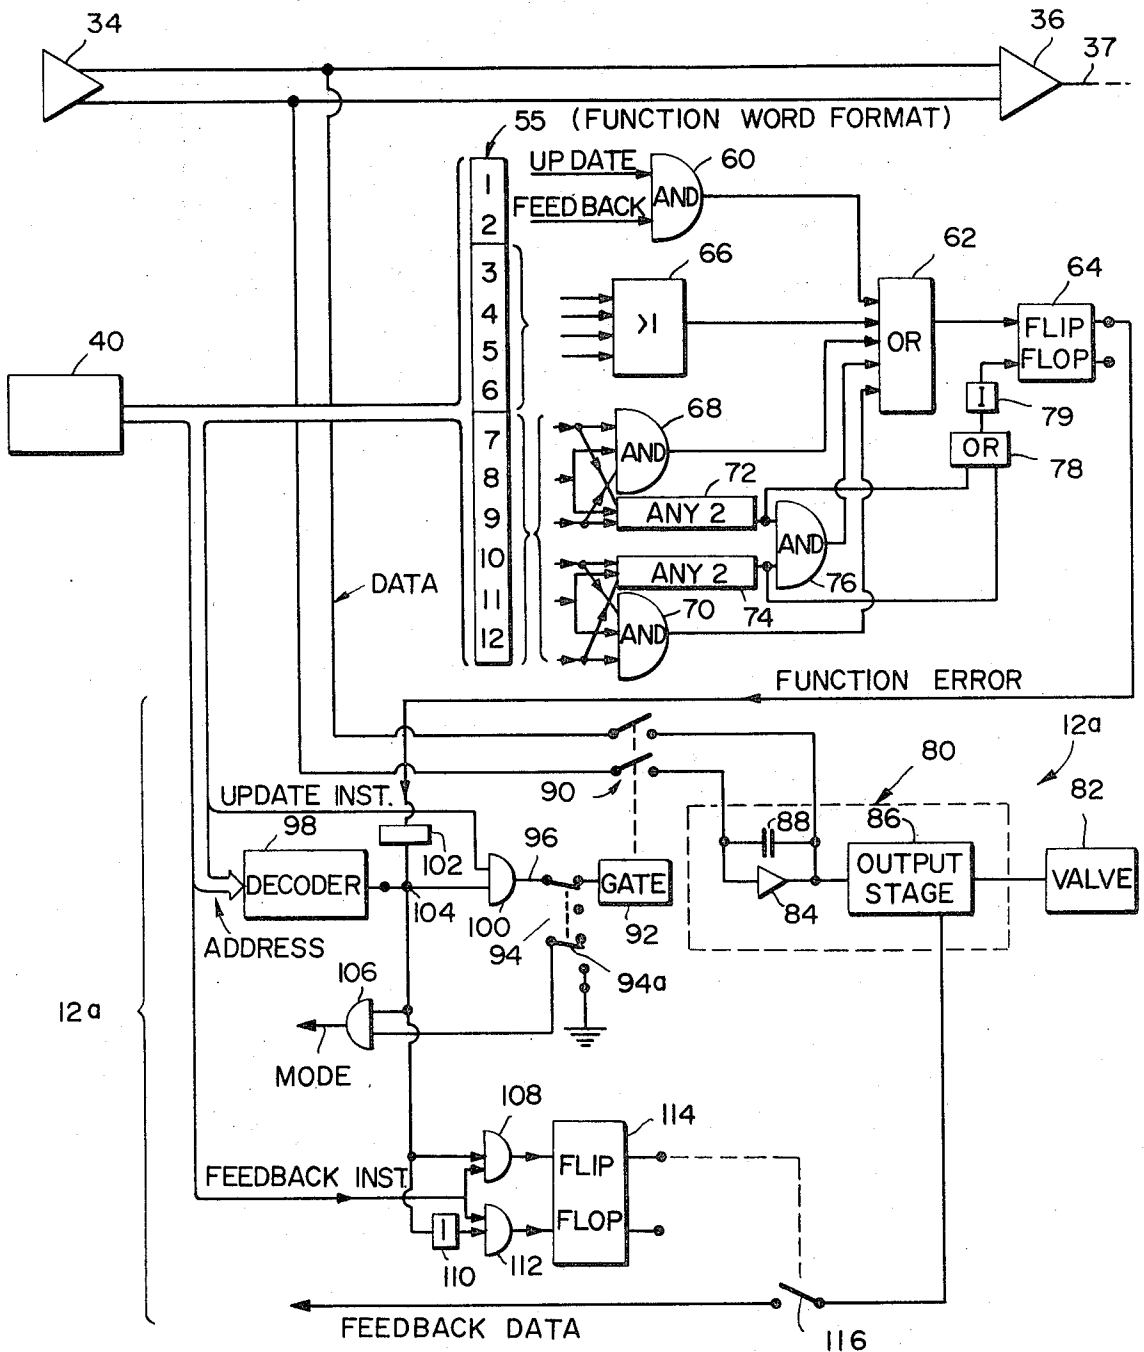 34
36
37
55 (FUNCTION WORD FORMAT)
UPDATE
60
1
AND
FEEDBACK
2
62
66
3
64
4
>1
FLIP
40
OR
5
FLOP
6
I
79
68
7
OR
78
AND
8
72
9
ANY 2
10
AND
ANY 2
76
DATA
11
74
70
12
AND
FUNCTION ERROR
12a
80
90
82
UPDATE INST.
88
86
98
96
102
OUTPUT
STAGE
DECODER
GATE
VALVE
104
84
100
92
ADDRESS
94
94a
106
12a
MODE
108
114
FLIP
FEEDBACK INST.
FLOP
I
112
110
FEEDBACK DATA
116